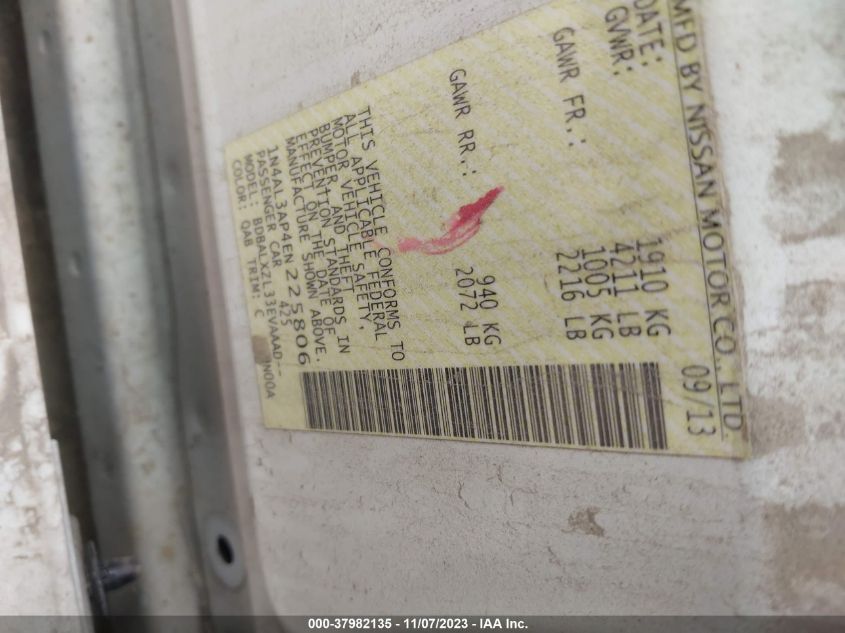 MFD BY NISSAN MOTOR CO., LTD.
DATE: 09/13
GVWR: 1910 KG
4211 LB
GAWR FR.: 1005 KG
2216 LB
GAWR RR.: 940 KG
2072 LB
THIS VEHICLE CONFORMS TO
ALL APPLICABLE FEDERAL
MOTOR VEHICLE SAFETY,
BUMPER, AND THEFT
PREVENTION STANDARDS IN
EFFECT ON THE DATE OF
MANUFACTURE SHOWN ABOVE.
1N4AL3AP4EN225806
PASSENGER CAR 425
MODEL: BDBALXZL33EVAAAD--
COLOR: QAB TRIM: C
000-37982135 - 11/07/2023 - IAA Inc.